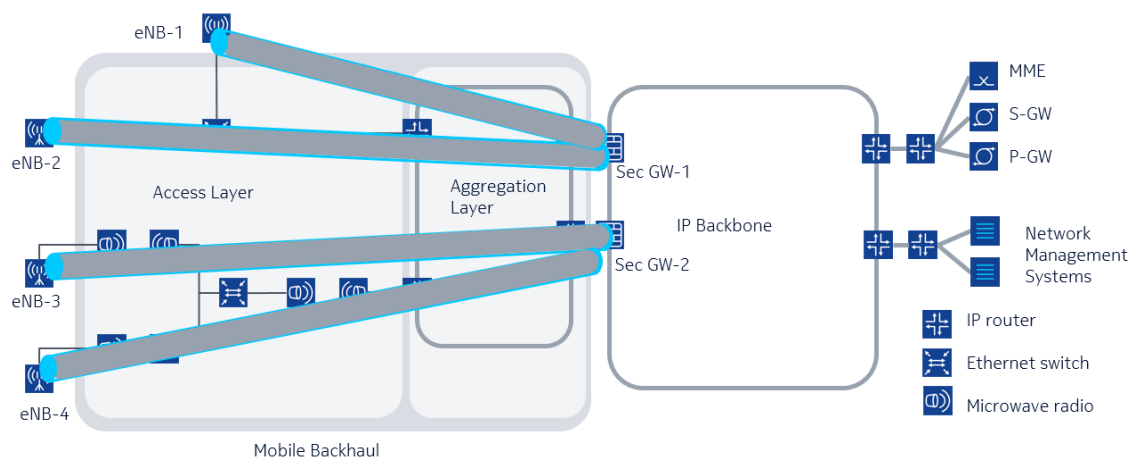 eNB-1
MME
S-GW
eNB-2
P-GW
Sec GW-1
Access Layer
Aggregation
Layer
IP Backbone
Network
Management
Systems
Sec GW-2
eNB-3
IP router
Ethernet switch
eNB-4
Microwave radio
Mobile Backhaul